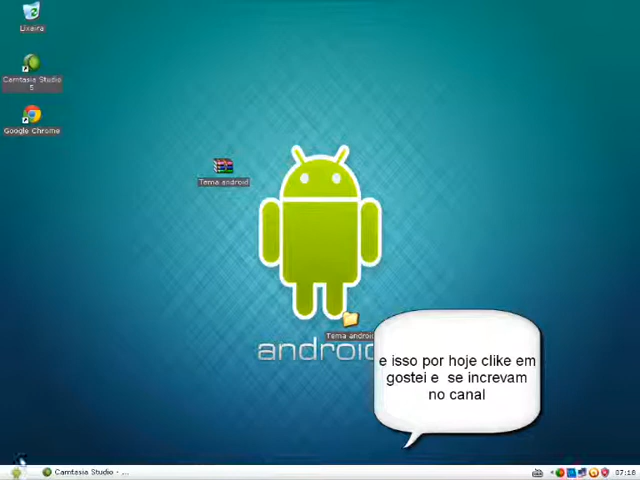 Lixeira
Camtasia Studio
5
Google Chrome
Tema android
Tema android
android
e isso por hoje clike em
gostei e se increvam
no canal
Camtasia Studio - ...
07:18